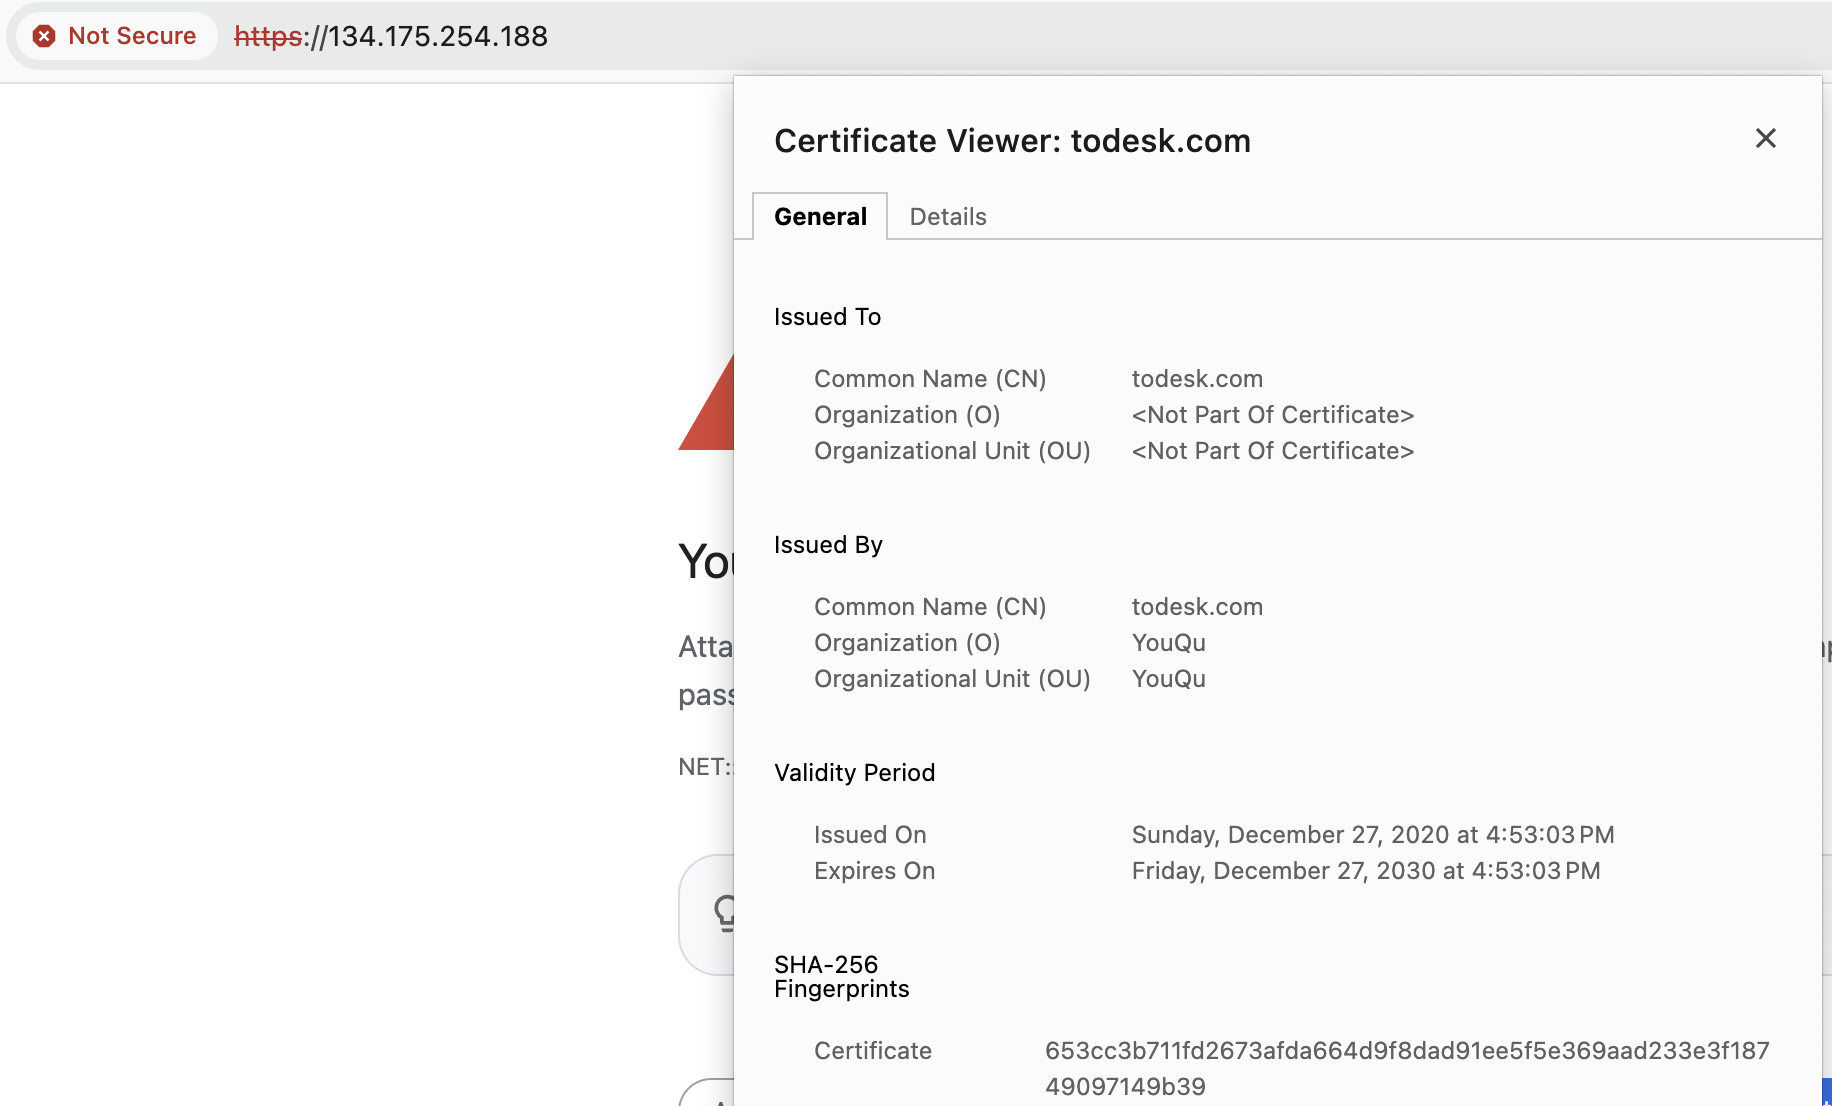 Not Secure https://134.175.254.188
Certificate Viewer: todesk.com
General Details
Issued To
Common Name (CN) todesk.com
Organization (O) <Not Part Of Certificate>
Organizational Unit (OU) <Not Part Of Certificate>
You
Issued By
Common Name (CN) todesk.com
Atta
Organization (O) YouQu
Organizational Unit (OU) YouQu
pass
NET::
Validity Period
Issued On Sunday, December 27, 2020 at 4:53:03 PM
Expires On Friday, December 27, 2030 at 4:53:03 PM
SHA-256
Fingerprints
Certificate 653cc3b711fd2673afda664d9f8dad91ee5f5e369aad233e3f187
49097149b39